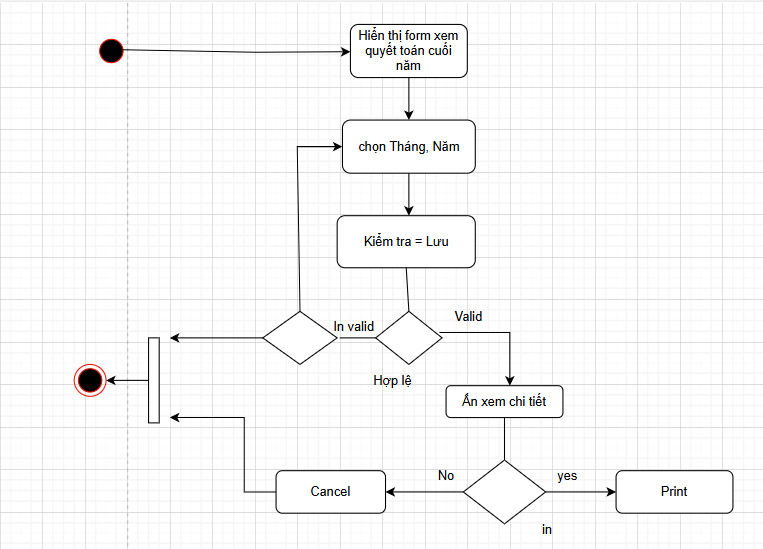 Hiển thị form xem
quyết toán cuối
năm
chọn Tháng, Năm
Kiểm tra = Lưu
In valid
Valid
Hợp lệ
Ấn xem chi tiết
No
yes
Cancel
Print
in